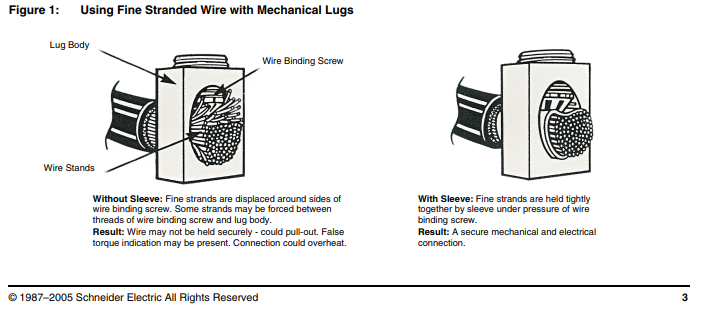 Figure 1: Using Fine Stranded Wire with Mechanical Lugs
Lug Body
Wire Binding Screw
Wire Stands
Without Sleeve: Fine strands are displaced around sides of
wire binding screw. Some strands may be forced between
threads of wire binding screw and lug body.
Result: Wire may not be held securely - could pull-out. False
torque indication may be present. Connection could overheat.
With Sleeve: Fine strands are held tightly
together by sleeve under pressure of wire
binding screw.
Result: A secure mechanical and electrical
connection.
© 1987–2005 Schneider Electric All Rights Reserved
3